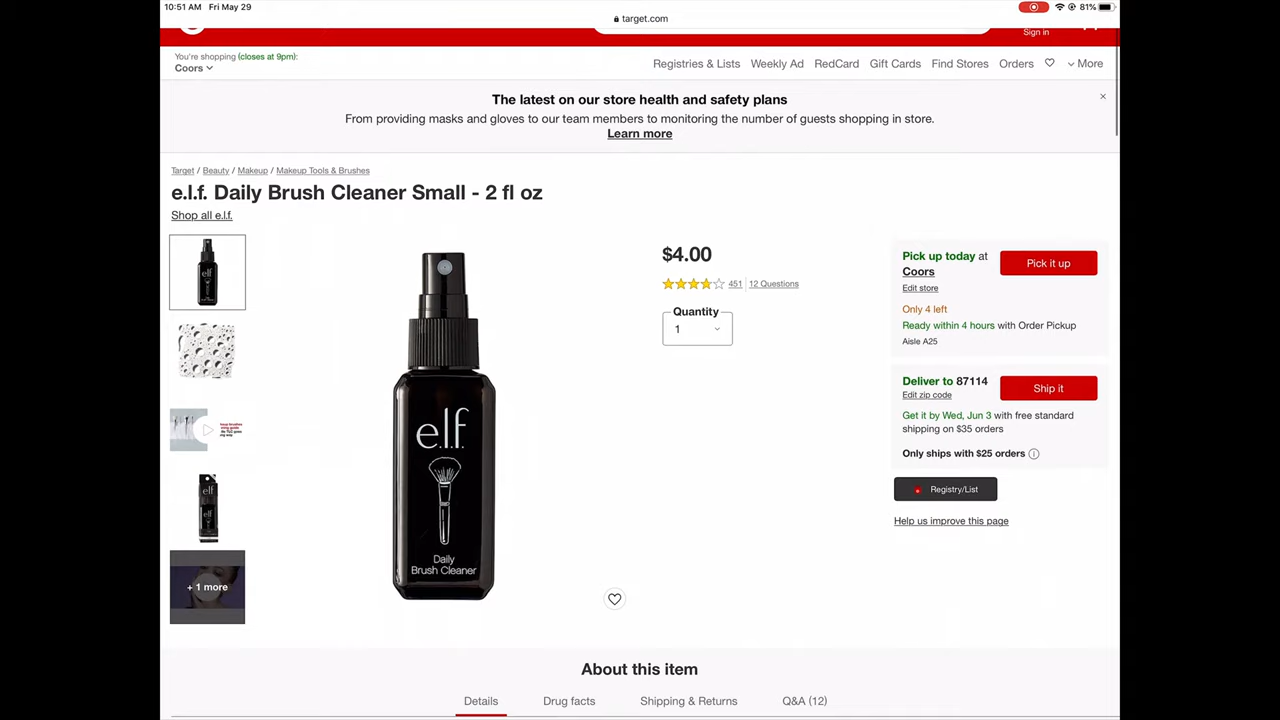 10:51 AM Fri May 29
81%
target.com
Sign in
You're shopping (closes at 9pm):
Coors
Registries & Lists Weekly Ad RedCard Gift Cards Find Stores Orders More
The latest on our store health and safety plans
From providing masks and gloves to our team members to monitoring the number of guests shopping in store.
Learn more
Target / Beauty / Makeup / Makeup Tools & Brushes
e.l.f. Daily Brush Cleaner Small - 2 fl oz
Shop all e.l.f.
e.l.f.
Daily
Brush Cleaner
+ 1 more
$4.00
451 12 Questions
Quantity
1
Pick up today at
Coors
Edit store
Pick it up
Only 4 left
Ready within 4 hours with Order Pickup
Aisle A25
Deliver to 87114
Edit zip code
Ship it
Get it by Wed, Jun 3 with free standard
shipping on $35 orders
Only ships with $25 orders
Registry/List
Help us improve this page
About this item
Details Drug facts Shipping & Returns Q&A (12)